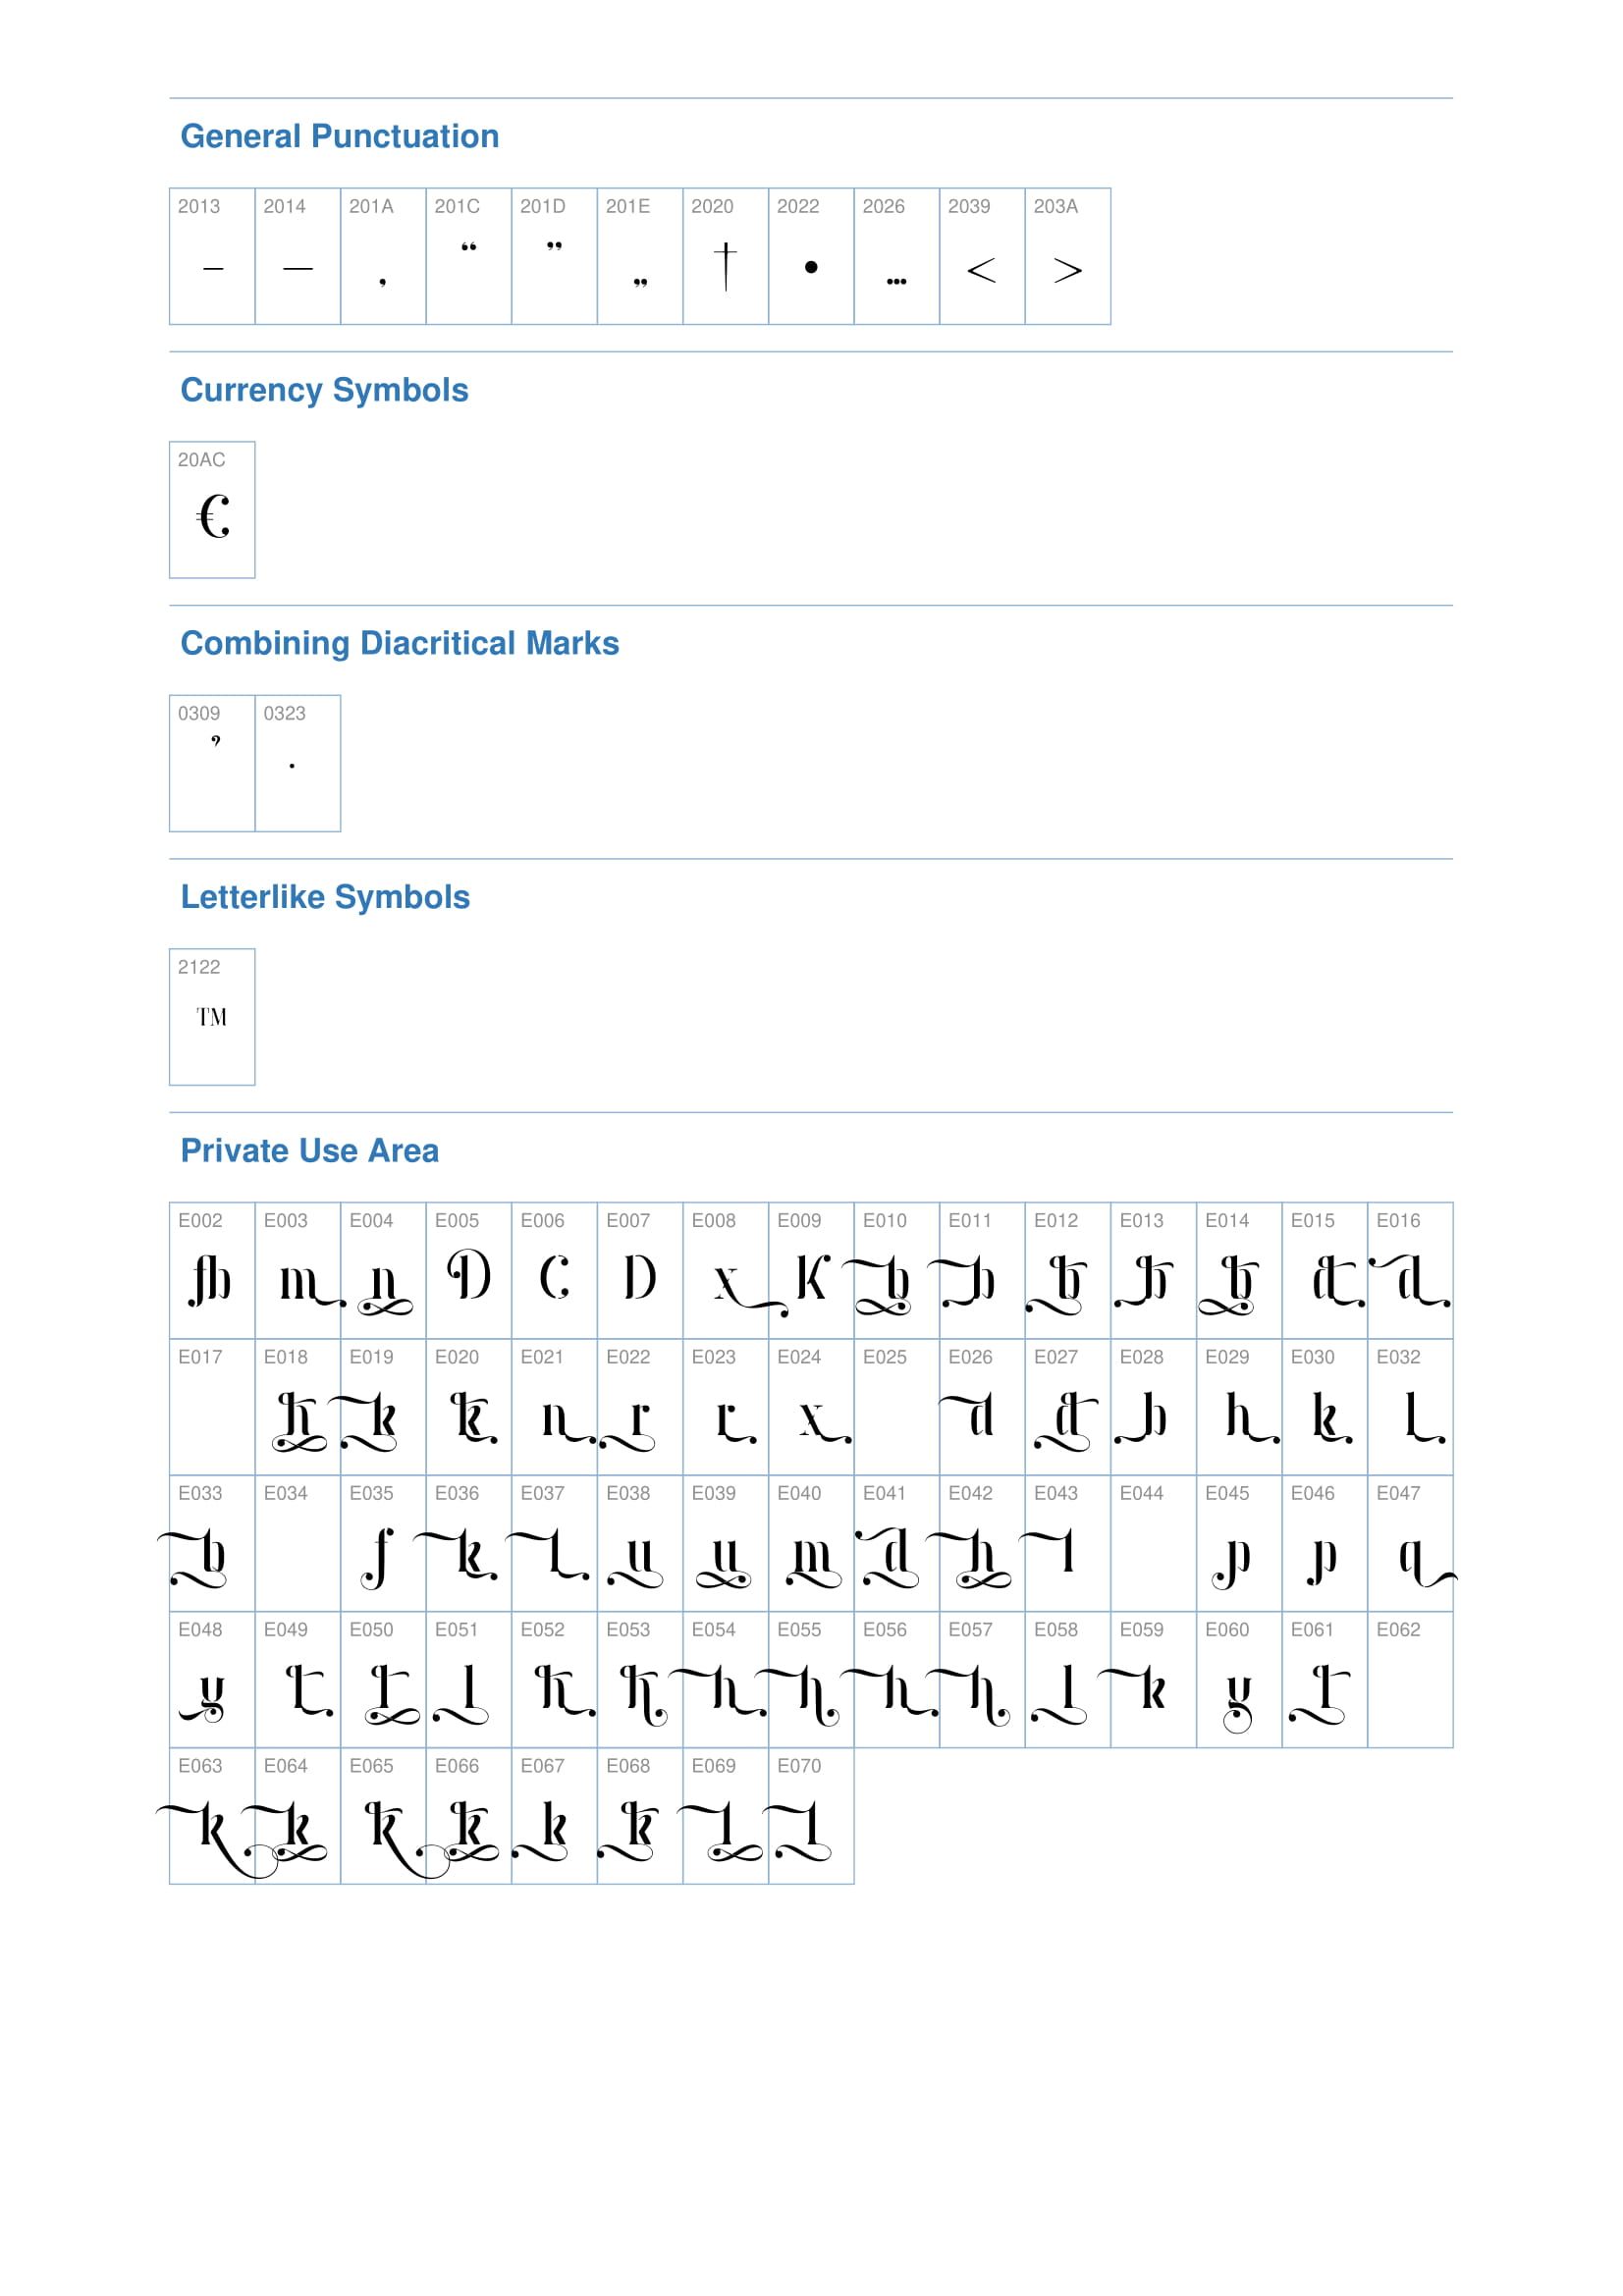 General Punctuation
2013 2014 201A 201C 201D 201E 2020 2022 2026 2039 203A
– — ‚ “ ” „ † • … ‹ ›
Currency Symbols
20AC
€
Combining Diacritical Marks
0309 0323
̉ ̣
Letterlike Symbols
2122
™
Private Use Area
E002 E003 E004 E005 E006 E007 E008 E009 E010 E011 E012 E013 E014 E015 E016
fb m n D C D x K b b b b b d d
E017 E018 E019 E020 E021 E022 E023 E024 E025 E026 E027 E028 E029 E030 E032
h k k n r r x d d b h k l
E033 E034 E035 E036 E037 E038 E039 E040 E041 E042 E043 E044 E045 E046 E047
b f k l u u m d h l p p q
E048 E049 E050 E051 E052 E053 E054 E055 E056 E057 E058 E059 E060 E061 E062
y l l l h h h h h h l k y l
E063 E064 E065 E066 E067 E068 E069 E070
k k k k k k l l